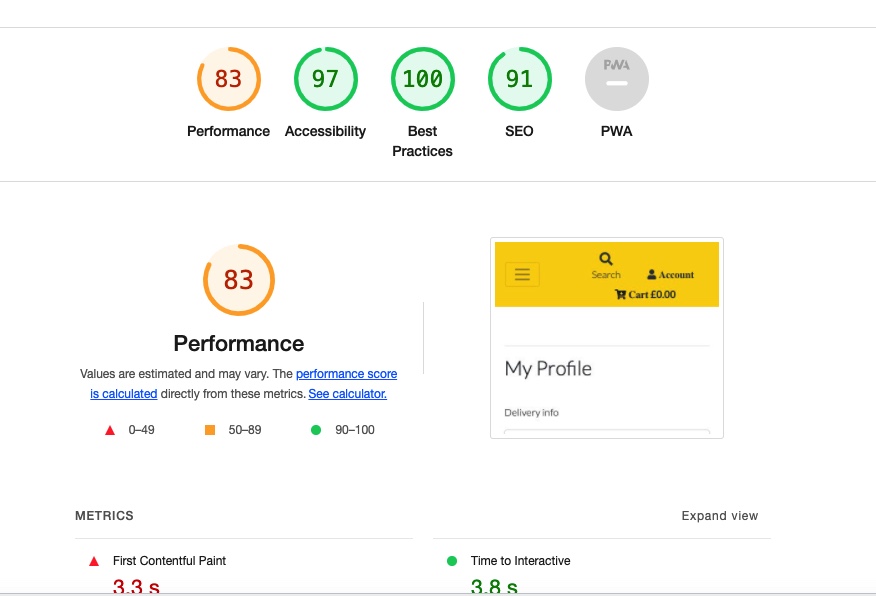 83
97
100
91
PWA
Performance
Accessibility
Best
Practices
SEO
PWA
83
Performance
Values are estimated and may vary. The performance score
is calculated directly from these metrics. See calculator.
0–49
50–89
90–100
Search
Account
Cart £0.00
My Profile
Delivery info
METRICS
Expand view
First Contentful Paint
3.3 s
Time to Interactive
3.8 s